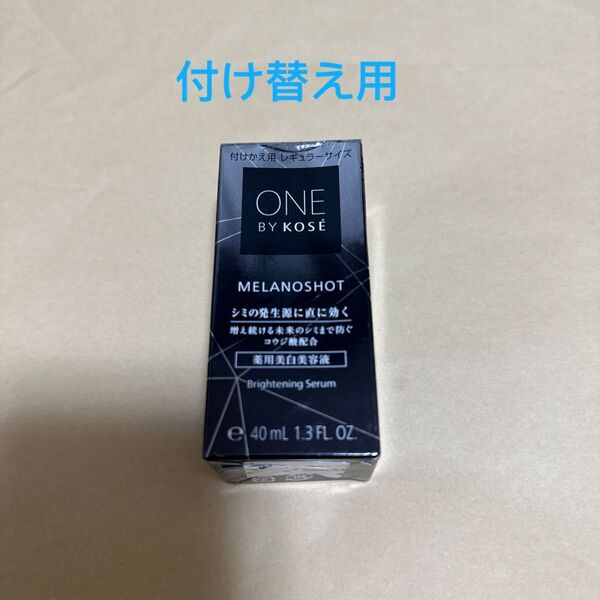 付け替え用
付けかえ用 レギュラーサイズ
ONE
BY KOSÉ
MELANOSHOT
シミの発生源に直に効く
増え続ける未来のシミまで防ぐ
コウジ酸配合
薬用美白美容液
Brightening Serum
℮ 40 mL 1.3 FL. OZ.